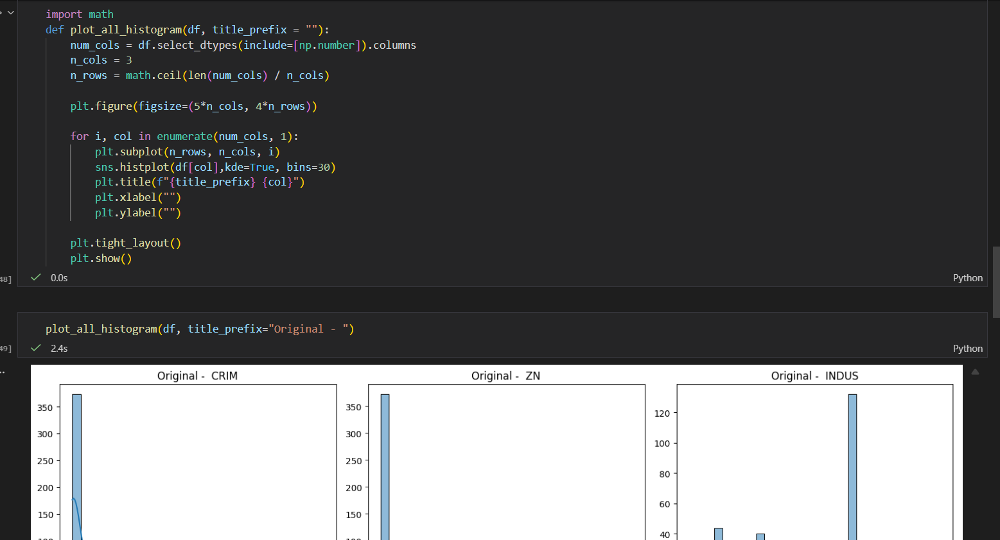 import math
def plot_all_histogram(df, title_prefix = ""):
    num_cols = df.select_dtypes(include=[np.number]).columns
    n_cols = 3
    n_rows = math.ceil(len(num_cols) / n_cols)
    plt.figure(figsize=(5*n_cols, 4*n_rows))
    for i, col in enumerate(num_cols, 1):
        plt.subplot(n_rows, n_cols, i)
        sns.histplot(df[col],kde=True, bins=30)
        plt.title(f"{title_prefix} {col}")
        plt.xlabel("")
        plt.ylabel("")
    plt.tight_layout()
    plt.show()
48] 0.0s Python
plot_all_histogram(df, title_prefix="Original - ")
49] 2.4s Python
Original -  CRIM
350
300
250
200
150
Original -  ZN
350
300
250
200
150
Original -  INDUS
120
100
80
60
40